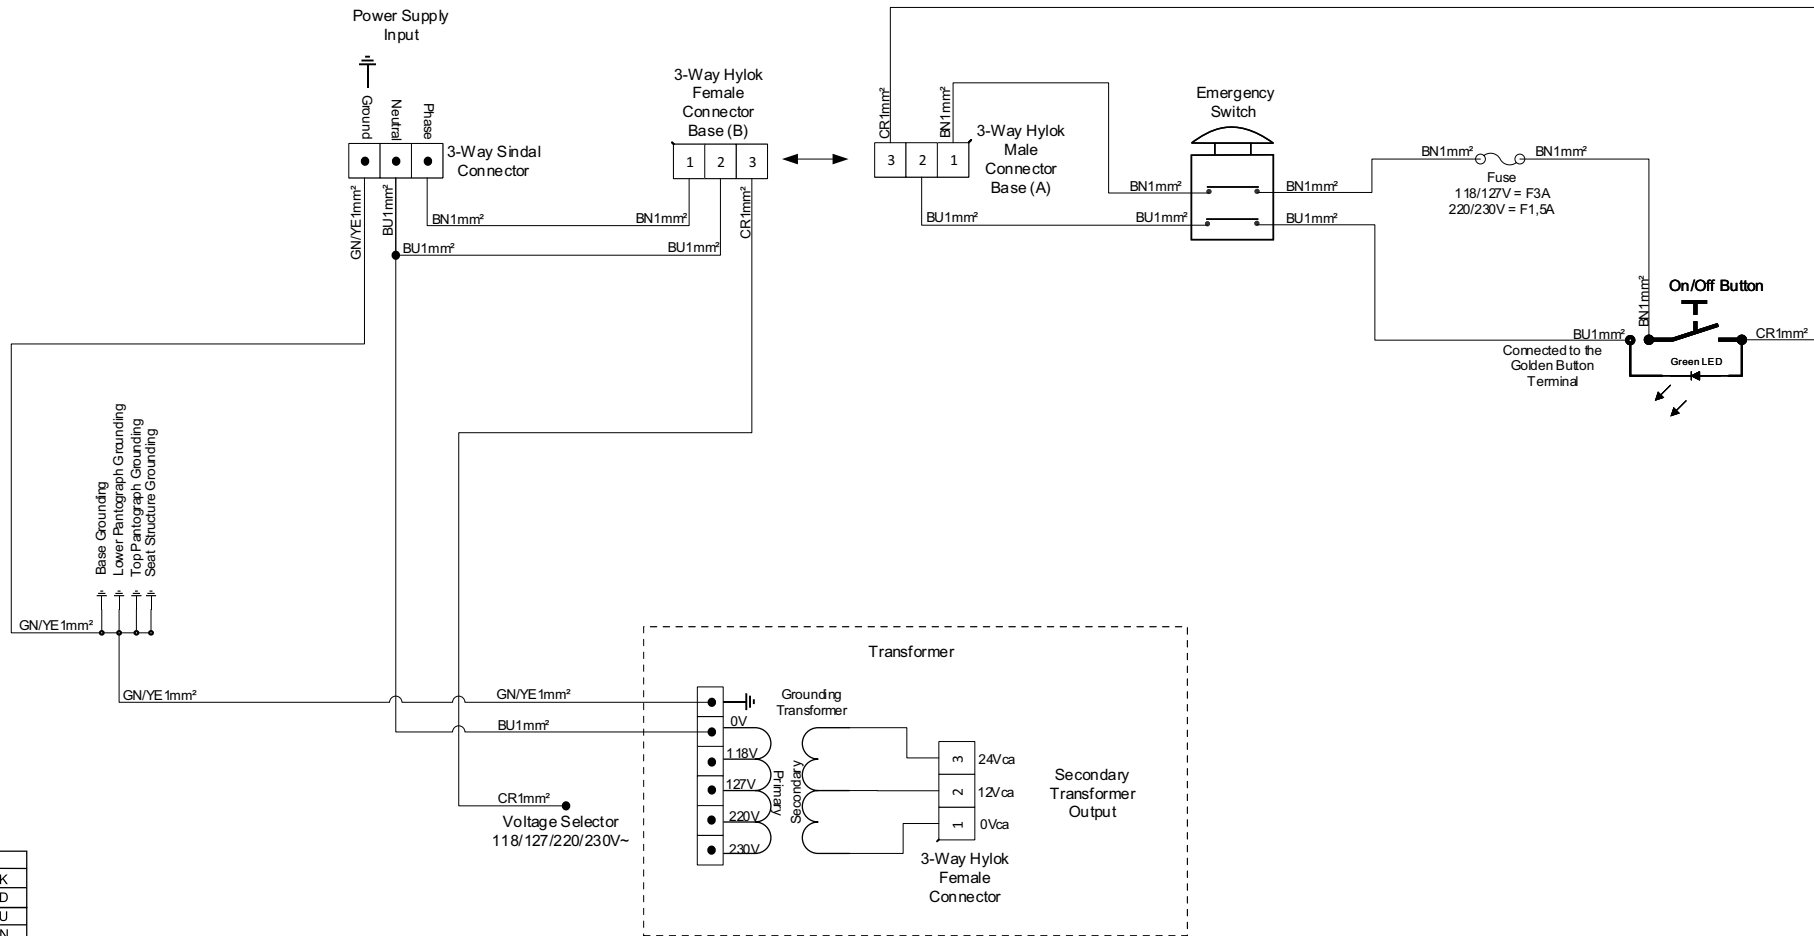 Power Supply
Input
Ground
Neutral
Phase
3-Way Sindal
Connector
GN/YE1mm²
BU1mm²
BN1mm²
BN1mm²
BU1mm²
BU1mm²
3-Way Hylok
Female
Connector
Base (B)
1 2 3
CR1mm²
CR1mm²
BN1mm²
3-Way Hylok
Male
Connector
Base (A)
3 2 1
BU1mm²
Emergency
Switch
BN1mm²
BU1mm²
BN1mm²
BU1mm²
BN1mm²
BN1mm²
Fuse
118/127V = F3A
220/230V = F1,5A
BN1mm²
On/Off Button
BU1mm²
CR1mm²
Connected to the
Golden Button
Terminal
Green LED
Base Grounding
Lower Pantograph Grounding
Top Pantograph Grounding
Seat Structure Grounding
GN/YE1mm²
GN/YE1mm²
GN/YE1mm²
BU1mm²
CR1mm²
Voltage Selector
118/127/220/230V~
Transformer
Grounding
Transformer
0V
118V
127V
220V
230V
Primary
Secondary
3
24Vca
2
12Vca
1
0Vca
3-Way Hylok
Female
Connector
Secondary
Transformer
Output
K
D
U
N